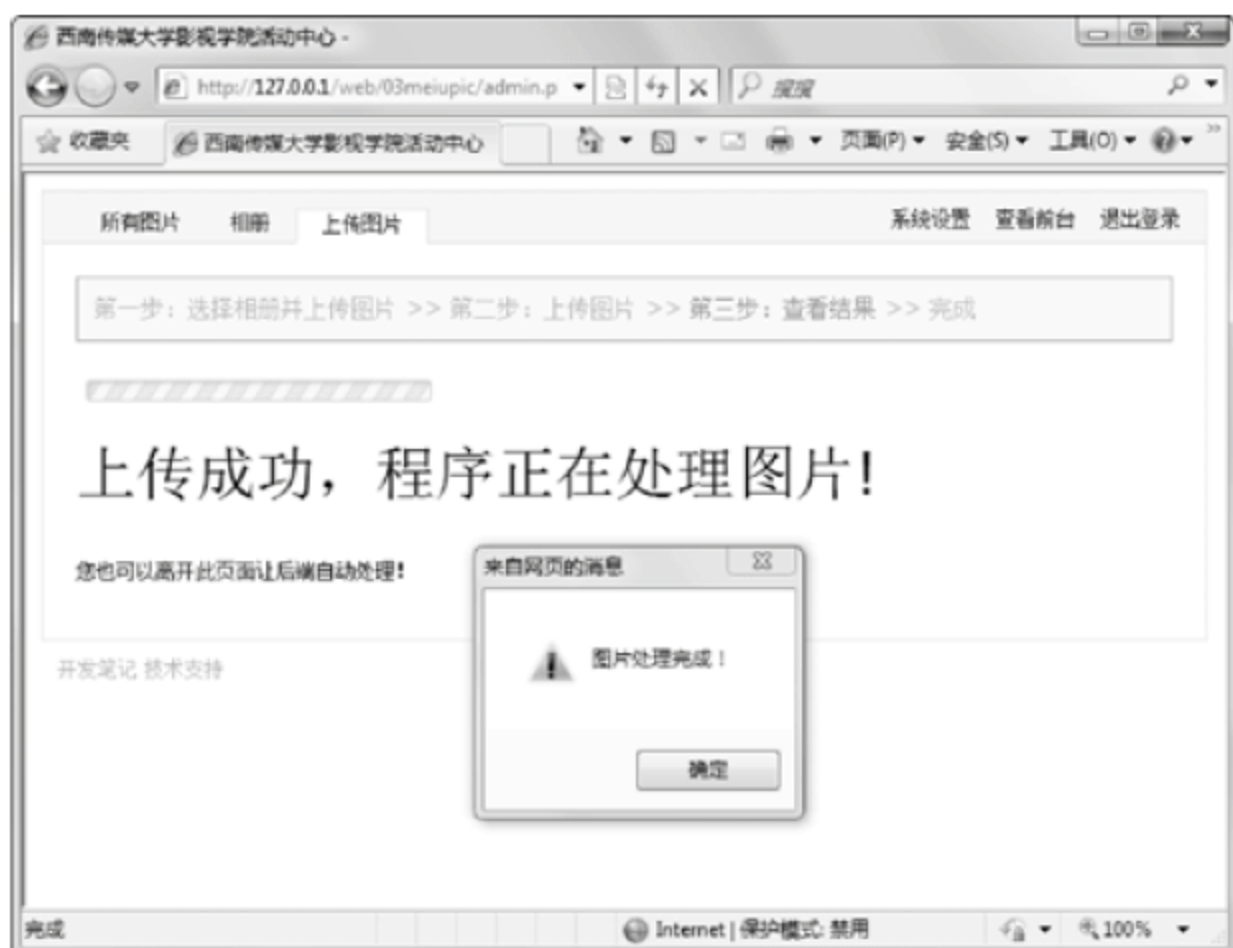 西南传媒大学影视学院活动中心 -
http://127.0.0.1/web/03meiupic/admin.p
搜搜
收藏夹 西南传媒大学影视学院活动中心 页面(P) 安全(S) 工具(O) »
所有图片 相册 上传图片 系统设置 查看前台 退出登录
第一步：选择相册并上传图片 >> 第二步：上传图片 >> 第三步：查看结果 >> 完成
上传成功，程序正在处理图片!
您也可以离开此页面让后端自动处理!
来自网页的消息
图片处理完成！
确定
开发笔记 技术支持
完成 Internet | 保护模式: 禁用 100%